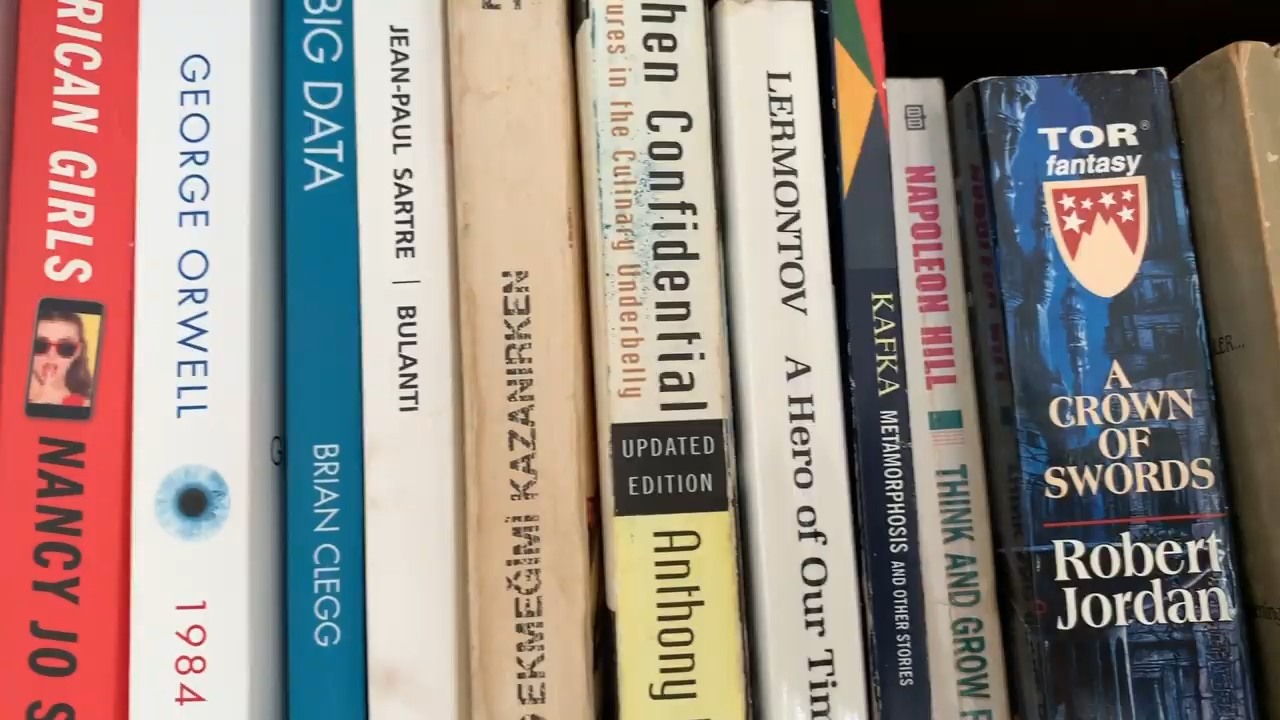 RICAN GIRLS
NANCY JO S
GEORGE ORWELL
1984
BIG DATA
BRIAN CLEGG
JEAN-PAUL SARTRE | BULANTI
EKMEĞİMİ KAZANIRKEN
hen Confidential
ures in the Culinary Underbelly
UPDATED
EDITION
Anthony
LERMONTOV A Hero of Our Tim
KAFKA METAMORPHOSIS AND OTHER STORIES
NAPOLEON HILL
THINK AND GROW
TOR®
fantasy
A
CROWN
OF
SWORDS
Robert
Jordan